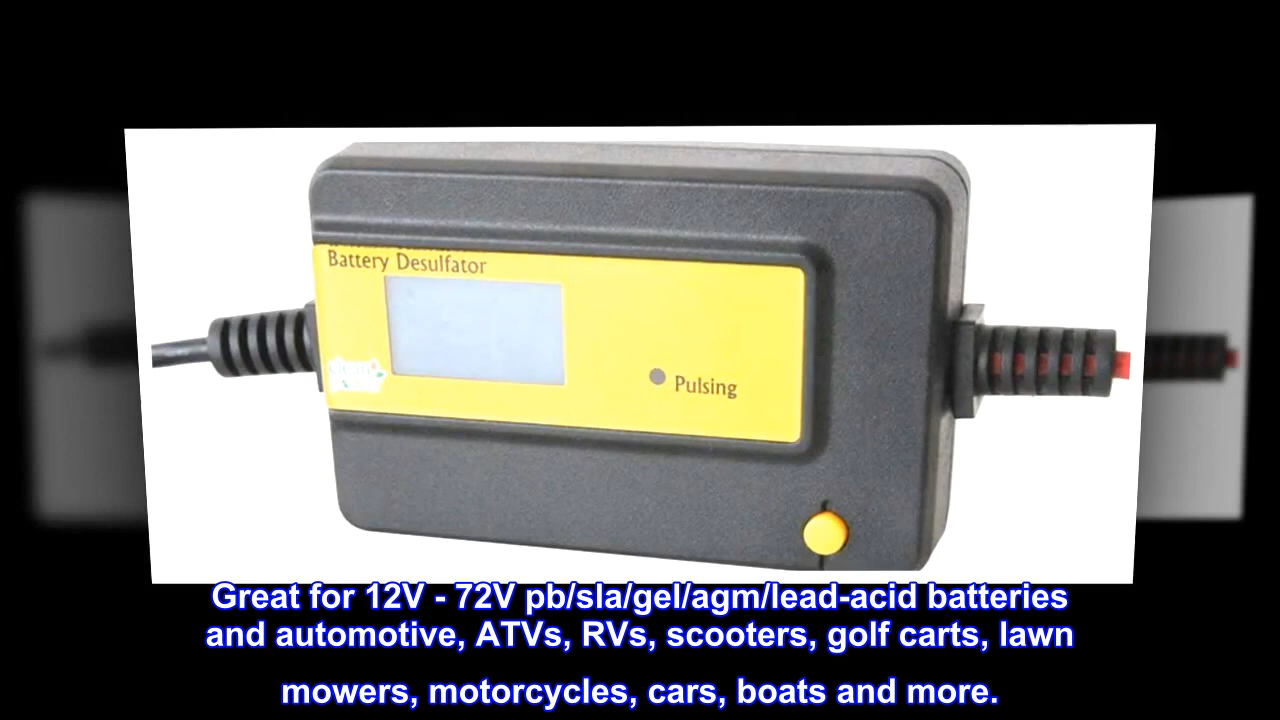 Battery Desulfator
Pulsing
Great for 12V - 72V pb/sla/gel/agm/lead-acid batteries
and automotive, ATVs, RVs, scooters, golf carts, lawn
mowers, motorcycles, cars, boats and more.